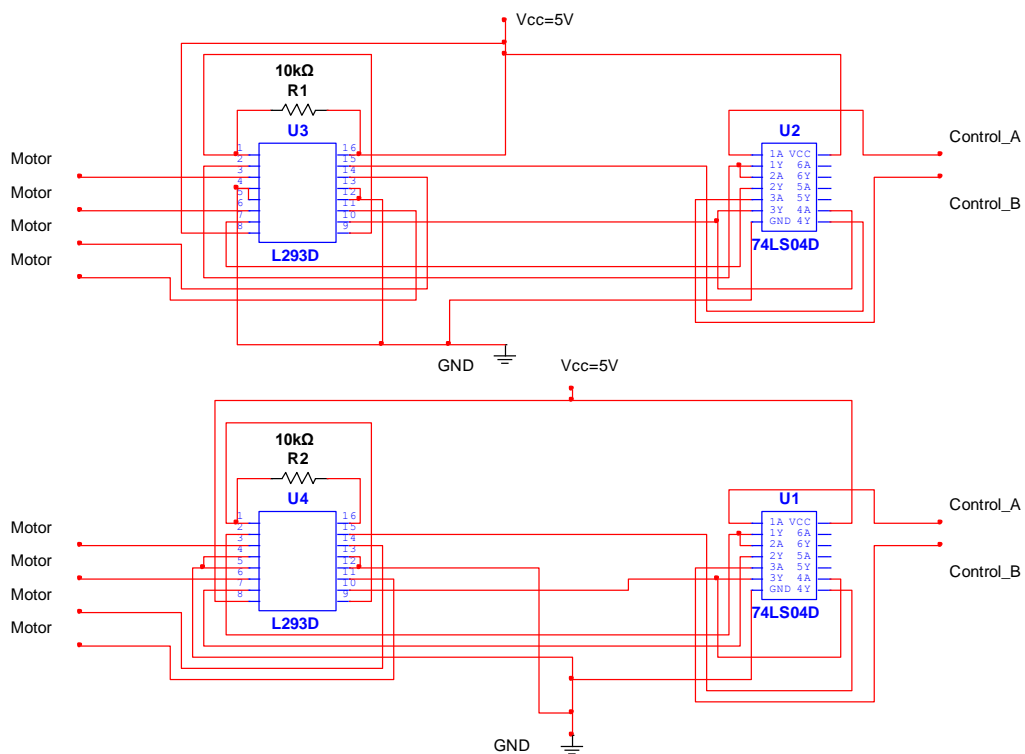 Vcc=5V
10kΩ
R1
U3
U2
Control_A
Motor
Motor
Motor
Motor
1 16
2 15
3 14
4 13
5 12
6 11
7 10
8 9
1A VCC
1Y 6A
2A 6Y
2Y 5A
3A 5Y
3Y 4A
GND 4Y
Control_B
L293D
74LS04D
GND
Vcc=5V
10kΩ
R2
U4
U1
Control_A
Motor
Motor
Motor
Motor
1 16
2 15
3 14
4 13
5 12
6 11
7 10
8 9
1A VCC
1Y 6A
2A 6Y
2Y 5A
3A 5Y
3Y 4A
GND 4Y
Control_B
L293D
74LS04D
GND